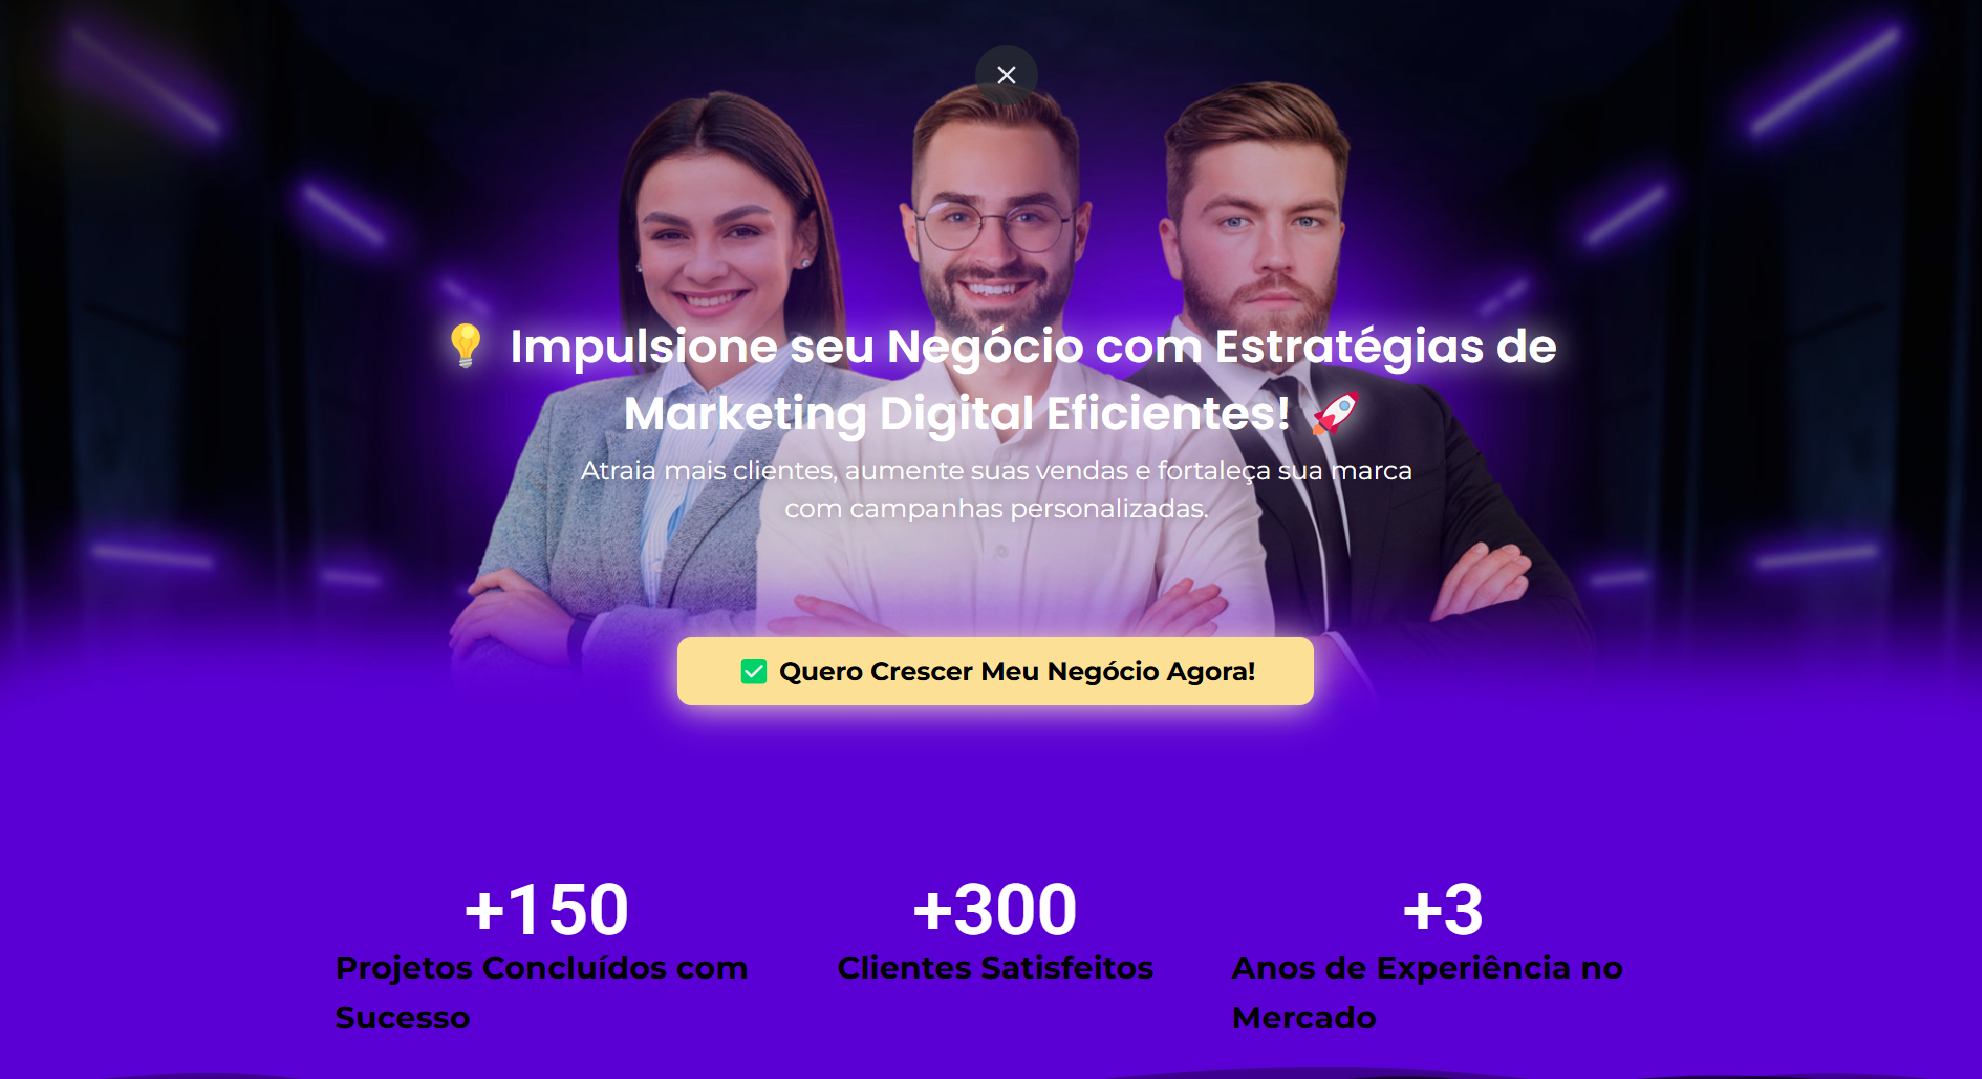 💡 Impulsione seu Negócio com Estratégias de
Marketing Digital Eficientes! 🚀
Atraia mais clientes, aumente suas vendas e fortaleça sua marca
com campanhas personalizadas.
✅ Quero Crescer Meu Negócio Agora!
+150
Projetos Concluídos com
Sucesso
+300
Clientes Satisfeitos
+3
Anos de Experiência no
Mercado